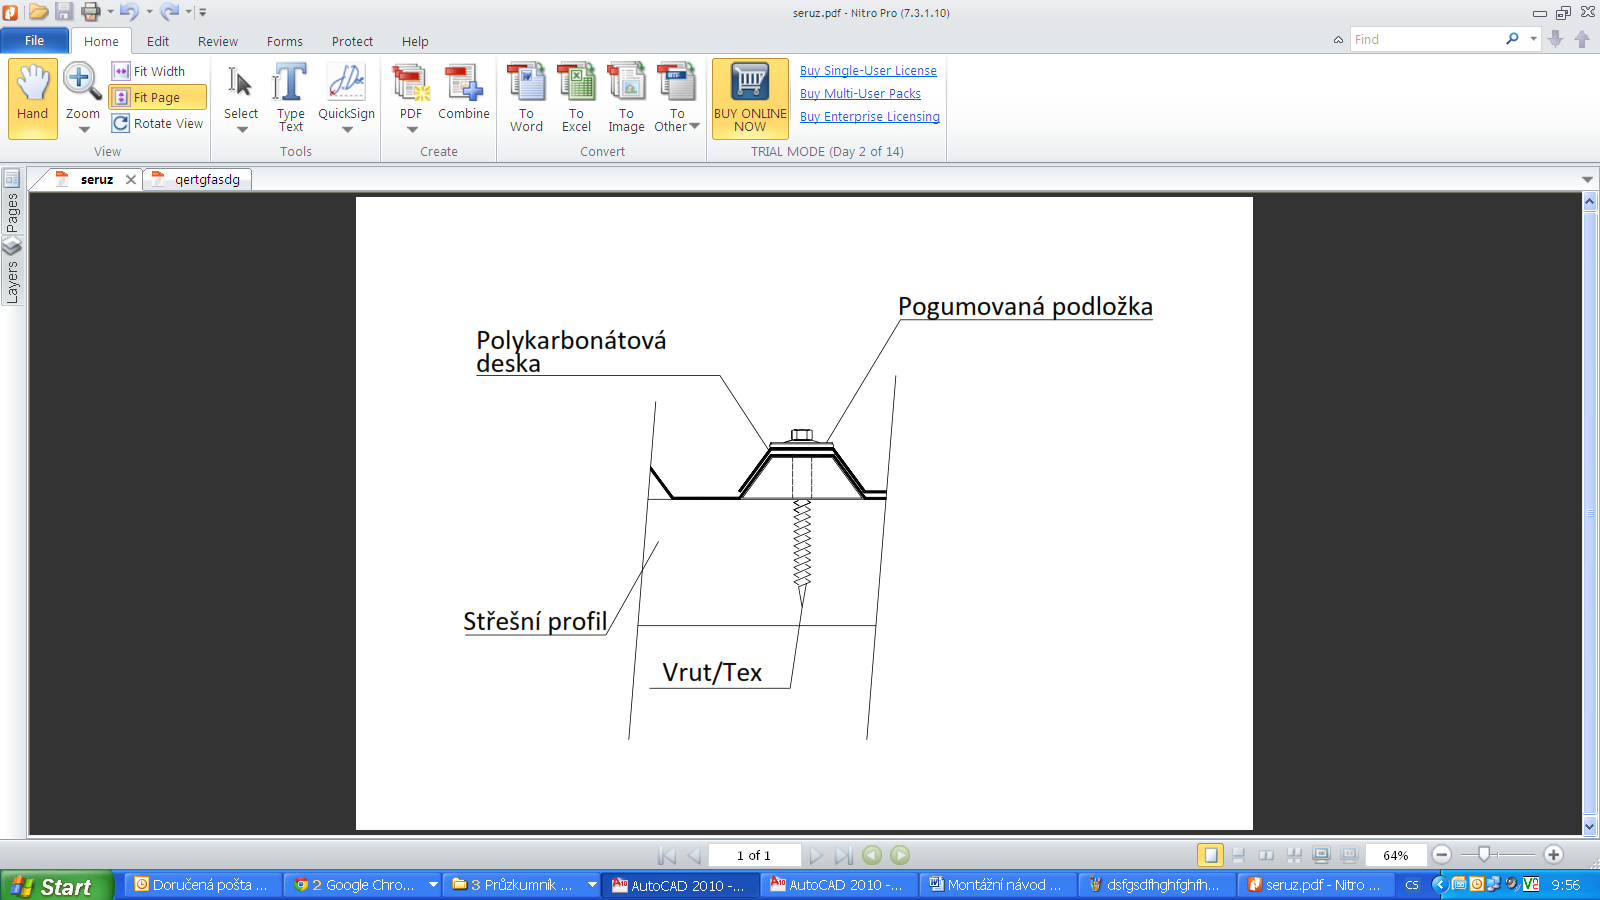 seruz.pdf - Nitro Pro (7.3.1.10)
File Home Edit Review Forms Protect Help
Find
Hand
Zoom
Fit Width
Fit Page
Rotate View
View
Select
Type Text
QuickSign
Tools
PDF
Combine
Create
To Word
To Excel
To Image
To Other
Convert
BUY ONLINE NOW
Buy Single-User License
Buy Multi-User Packs
Buy Enterprise Licensing
TRIAL MODE (Day 2 of 14)
seruz qertgfasdg
Pages
Layers
Pogumovaná podložka
Polykarbonátová
deska
Střešní profil
Vrut/Tex
1 of 1
64%
Start
Doručená pošta ...
2 Google Chro...
3 Průzkumník ...
AutoCAD 2010 -...
AutoCAD 2010 -...
Montážní návod ...
dsfgsdfhghfghfh...
seruz.pdf - Nitro ...
CS
9:56